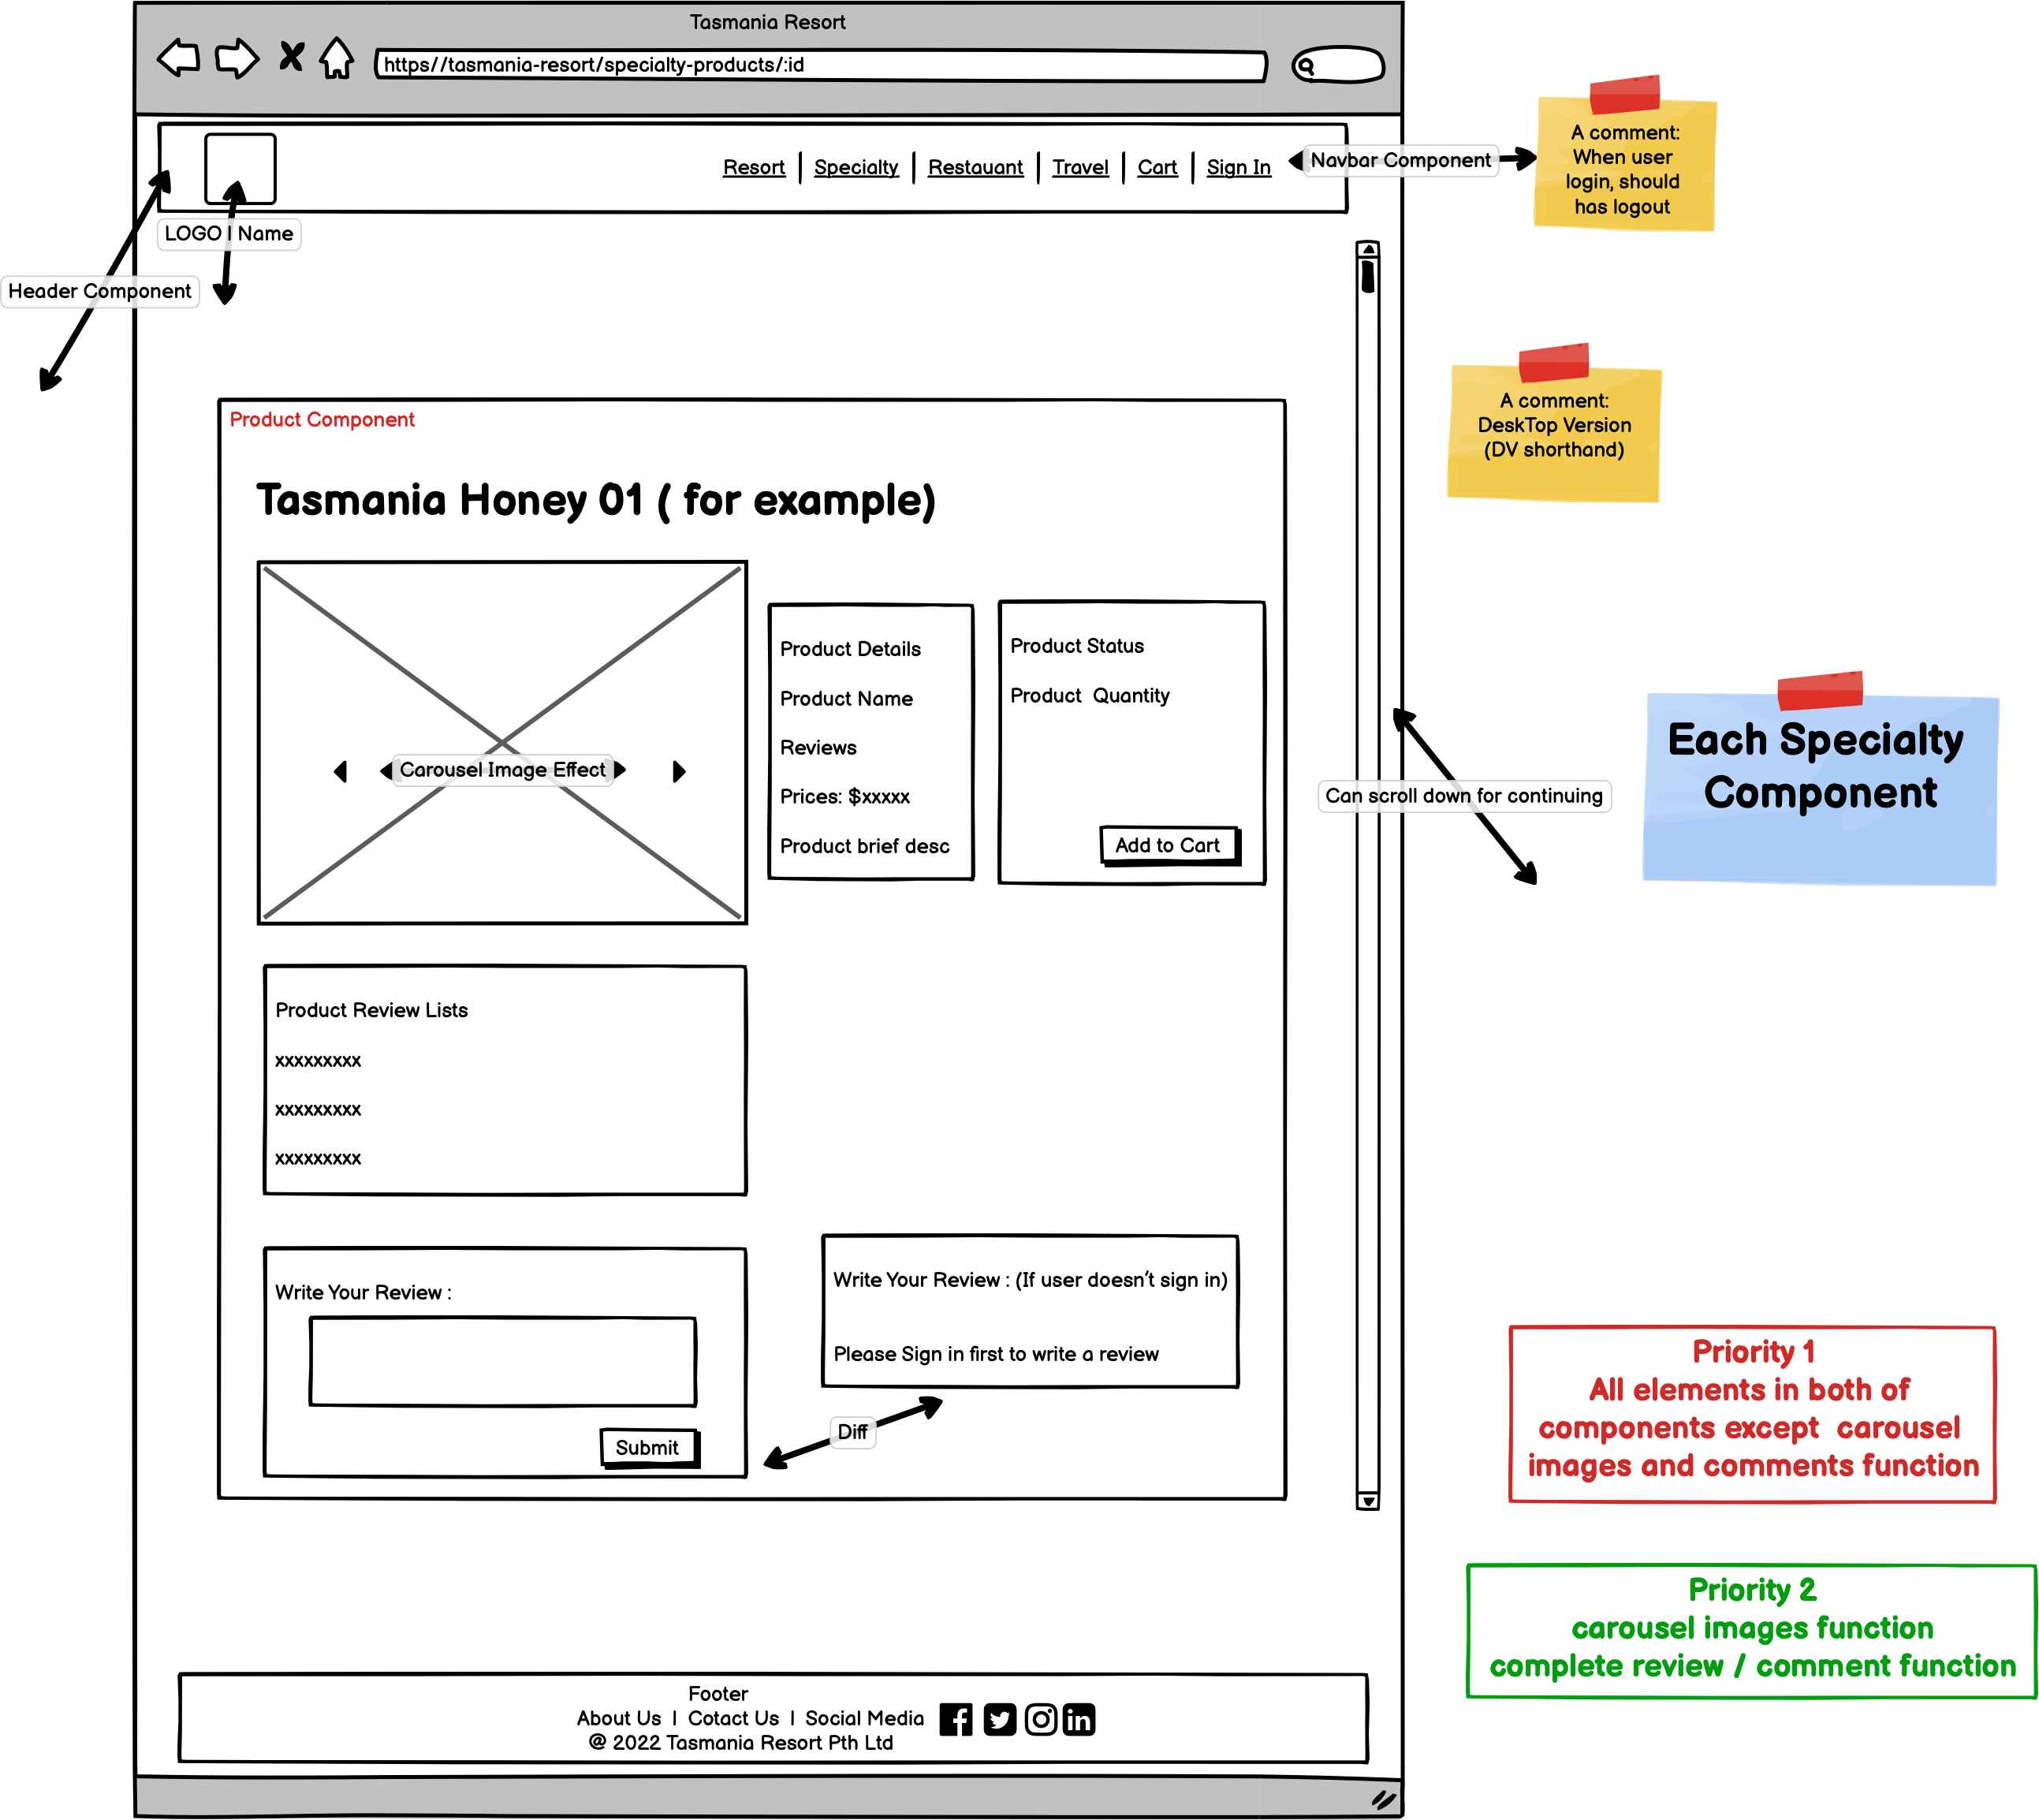 Tasmania Resort
https//tasmania-resort/specialty-products/:id
Resort | Specialty | Restauant | Travel | Cart | Sign In
Navbar Component
A comment:
When user
login, should
has logout
LOGO | Name
Header Component
A comment:
DeskTop Version
(DV shorthand)
Product Component
Tasmania Honey 01 ( for example)
Carousel Image Effect
Product Details
Product Name
Reviews
Prices: $xxxxx
Product brief desc
Product Status
Product Quantity
Add to Cart
Can scroll down for continuing
Each Specialty
Component
Product Review Lists
xxxxxxxxx
xxxxxxxxx
xxxxxxxxx
Write Your Review :
Submit
Write Your Review : (If user doesn't sign in)
Please Sign in first to write a review
Diff
Priority 1
All elements in both of
components except carousel
images and comments function
Priority 2
carousel images function
complete review / comment function
Footer
About Us | Cotact Us | Social Media
@ 2022 Tasmania Resort Pth Ltd